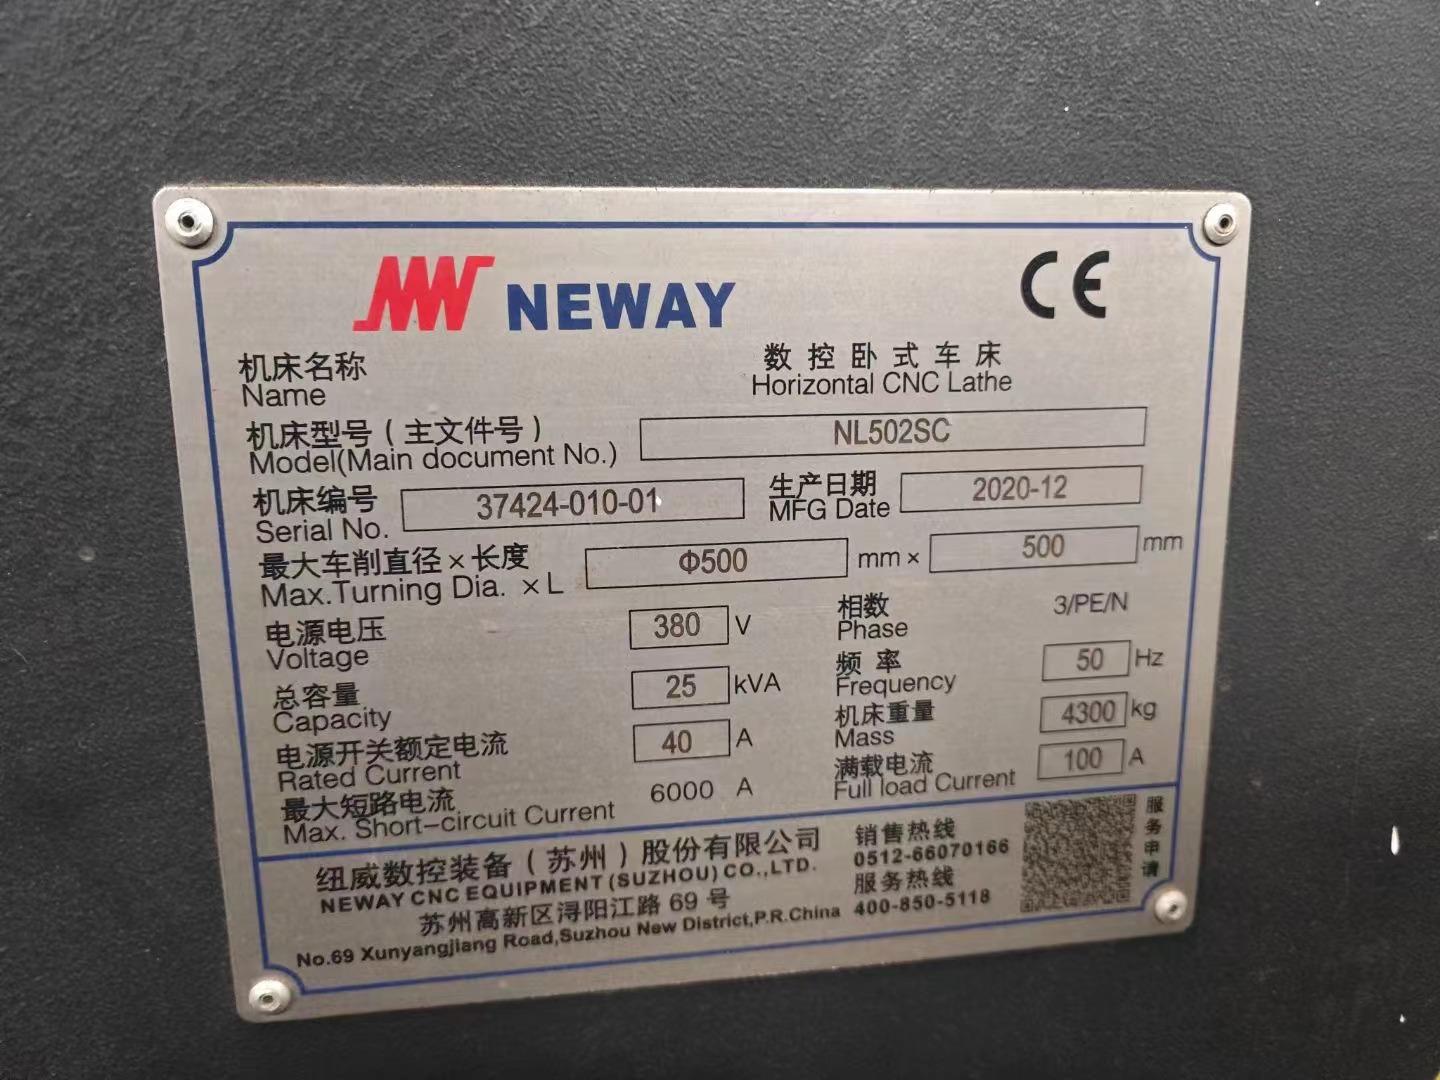 NEWAY
CE
机床名称 数控卧式车床
Name Horizontal CNC Lathe
机床型号(主文件号) NL502SC
Model(Main document No.)
机床编号 37424-010-01 生产日期 2020-12
Serial No. MFG Date
最大车削直径×长度 Φ500 mm × 500 mm
Max.Turning Dia. ×L
电源电压 380 V 相数 3/PE/N
Voltage Phase
总容量 25 kVA 频率 50 Hz
Capacity Frequency
电源开关额定电流 40 A 机床重量 4300 kg
Rated Current Mass
最大短路电流 6000 A 满载电流 100 A
Max. Short-circuit Current Full load Current
纽威数控装备(苏州)股份有限公司
NEWAY CNC EQUIPMENT (SUZHOU) CO.,LTD.
苏州高新区浔阳江路 69 号
No.69 Xunyangjiang Road,Suzhou New District,P.R.China
销售热线
0512-66070166
服务热线
400-850-5118
服务申请